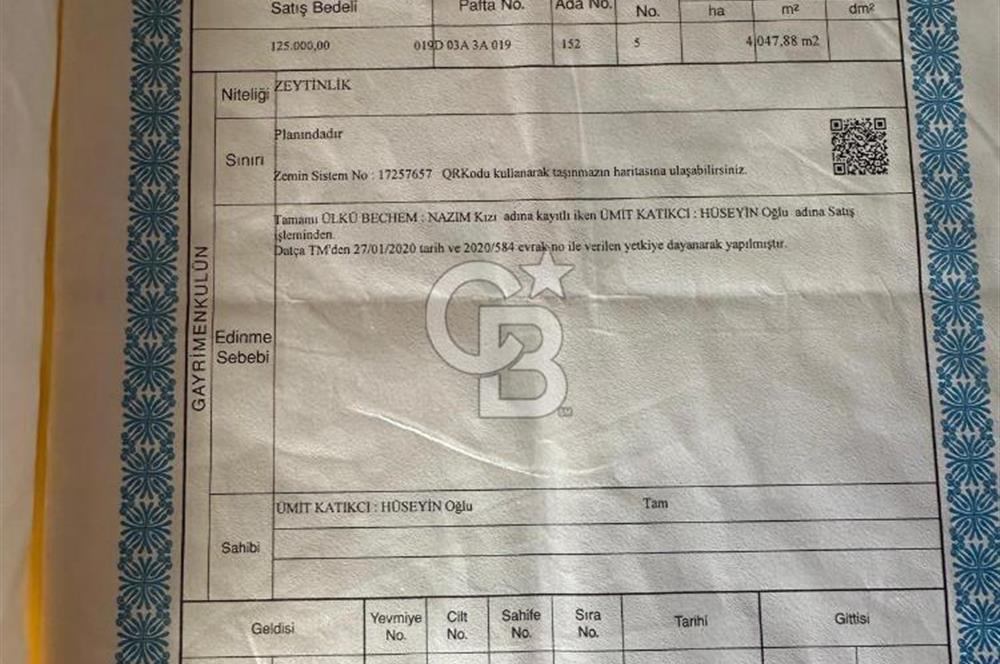 Satış Bedeli
Pafta No.
Ada No.
No.
ha
m²
dm²
125.000,00
019D 03A 3A 019
152
5
4.047,88 m2
GAYRİMENKULÜN
Niteliği
ZEYTİNLİK
Sınırı
Planındadır
Zemin Sistem No : 17257657 QRKodu kullanarak taşınmazın haritasına ulaşabilirsiniz.
Edinme
Sebebi
Tamamı ÜLKÜ BECHEM : NAZIM Kızı adına kayıtlı iken ÜMİT KATIKCI : HÜSEYİN Oğlu adına Satış
işleminden.
Datça TM'den 27/01/2020 tarih ve 2020/584 evrak no ile verilen yetkiye dayanarak yapılmıştır.
CB
SM
Sahibi
ÜMİT KATIKCI : HÜSEYİN Oğlu
Tam
Geldisi
Yevmiye
No.
Cilt
No.
Sahife
No.
Sıra
No.
Tarihi
Gittisi